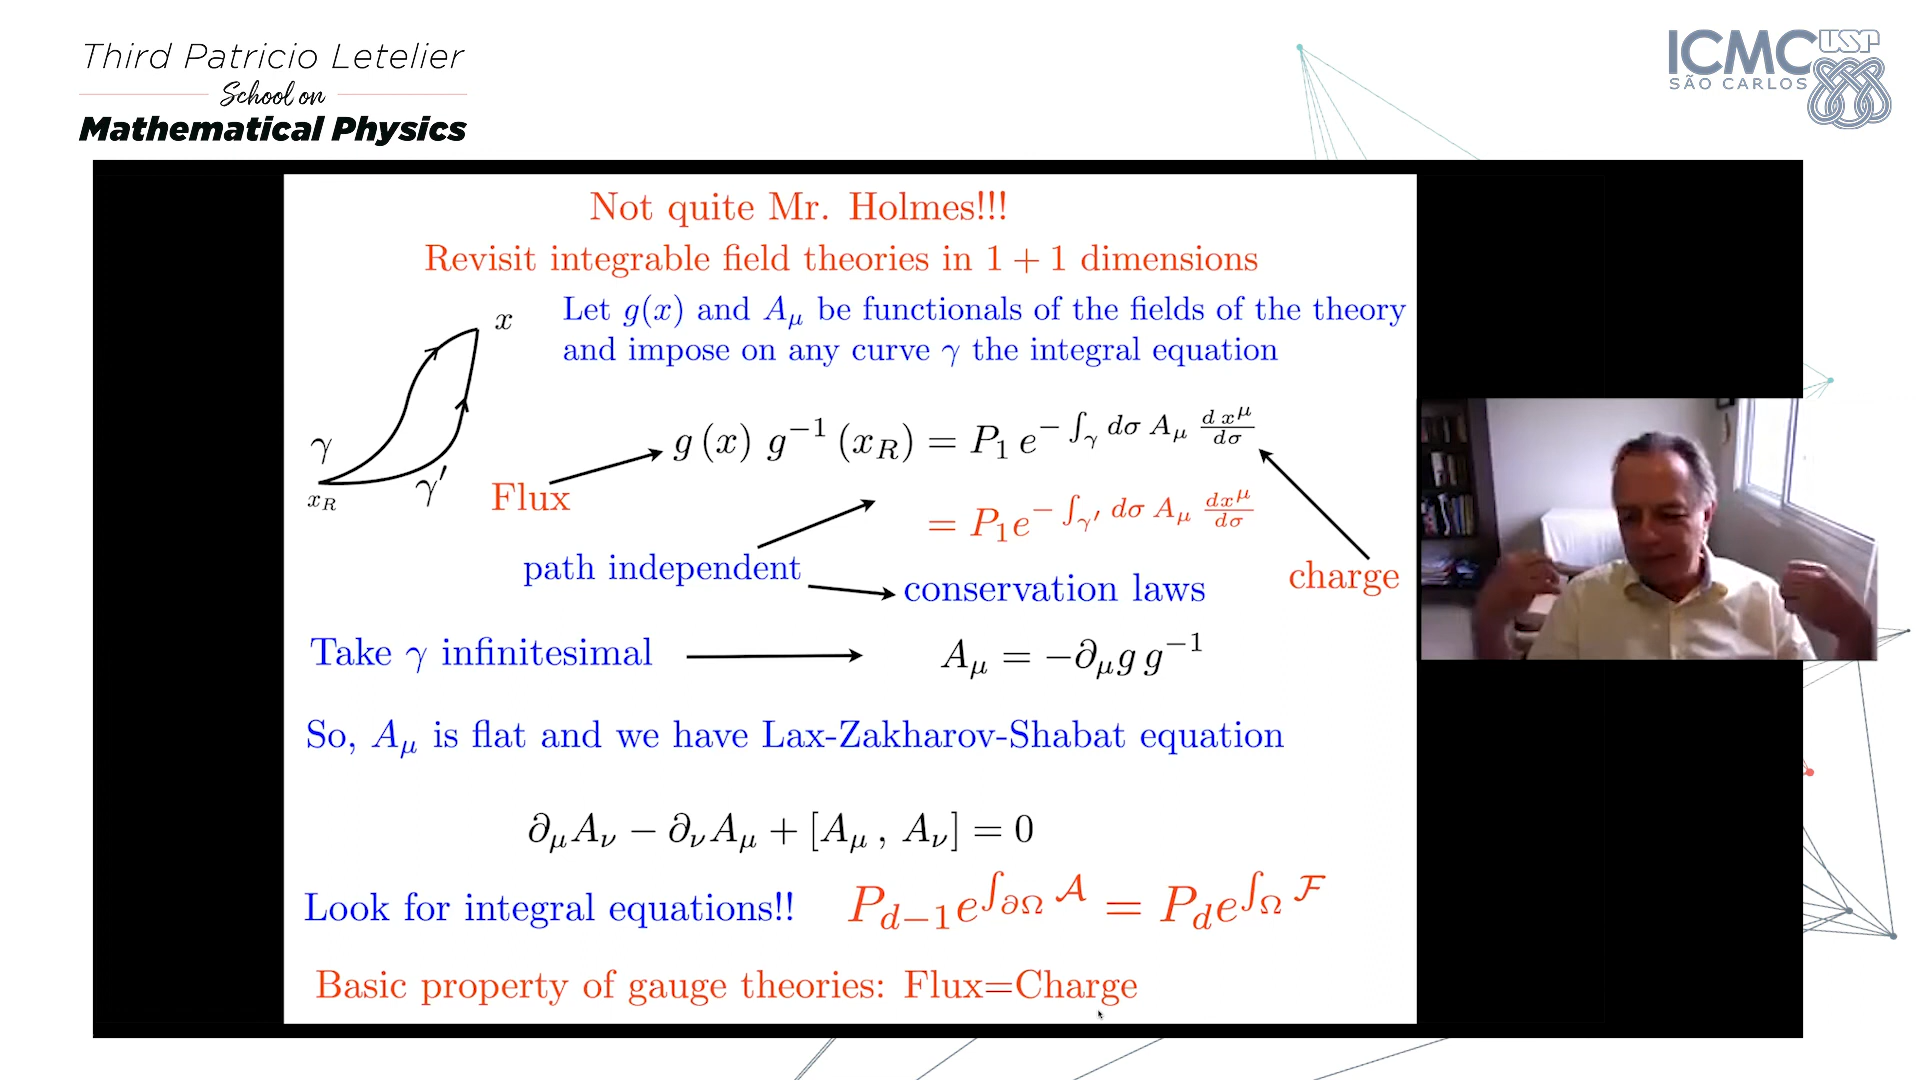 Third Patricio Letelier
School on
Mathematical Physics
ICMC USP
SÃO CARLOS
Not quite Mr. Holmes!!!
Revisit integrable field theories in 1 + 1 dimensions
Let g(x) and A_μ be functionals of the fields of the theory
and impose on any curve γ the integral equation
x
γ
x_R
γ′
g (x) g^{−1} (x_R) = P_1 e^{− ∫_γ dσ A_μ \frac{d x^μ}{dσ}}
Flux
= P_1 e^{− ∫_{γ′} dσ A_μ \frac{dx^μ}{dσ}}
path independent
conservation laws
charge
Take γ infinitesimal
A_μ = −∂_μ g g^{−1}
So, A_μ is flat and we have Lax-Zakharov-Shabat equation
∂_μ A_ν − ∂_ν A_μ + [A_μ , A_ν] = 0
Look for integral equations!! P_{d−1} e^{∫_{∂Ω} 𝒜} = P_d e^{∫_Ω ℱ}
Basic property of gauge theories: Flux=Charge